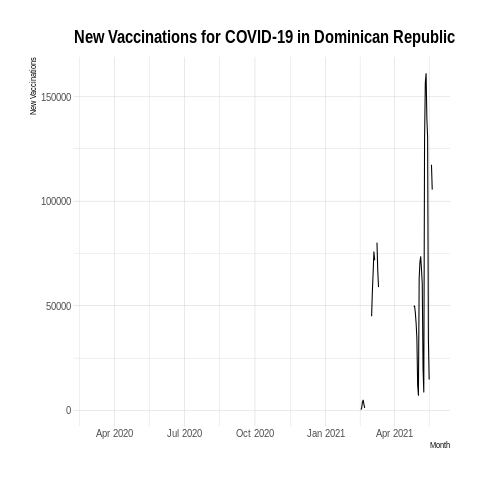 New Vaccinations for COVID-19 in Dominican Republic
New Vaccinations
150000
100000
50000
0
Apr 2020 Jul 2020 Oct 2020 Jan 2021 Apr 2021
Month